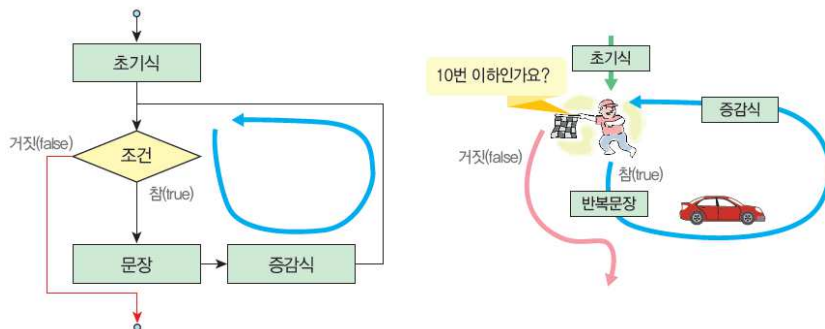 초기식
거짓(false)
조건
참(true)
문장
증감식
초기식
10번 이하인가요?
증감식
거짓(false)
참(true)
반복문장